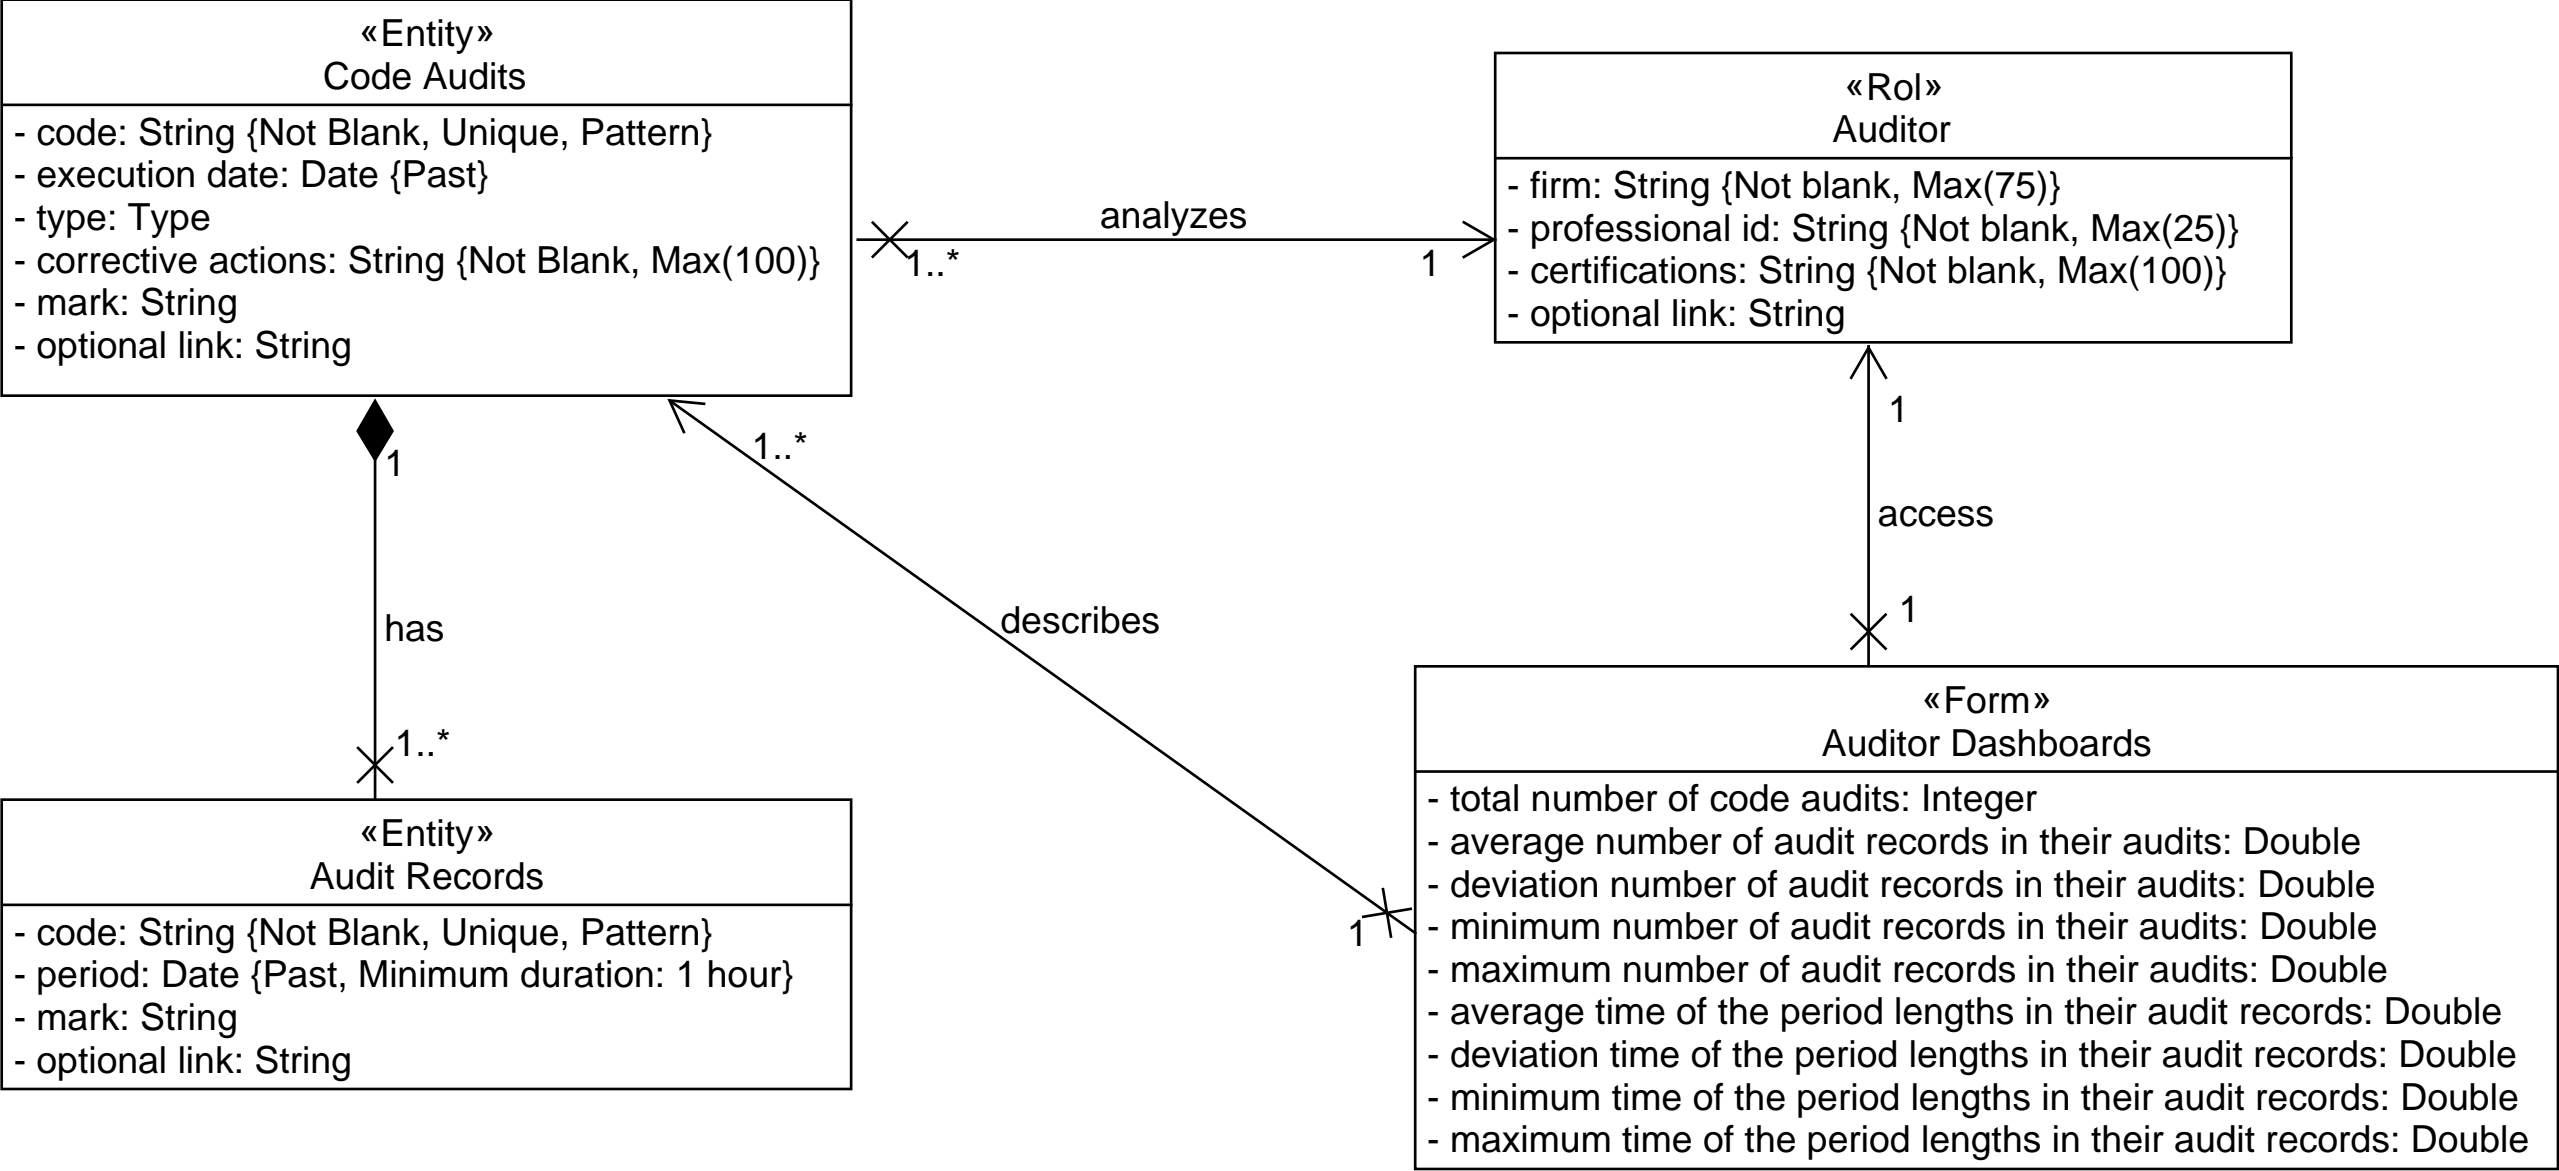 «Entity»
Code Audits
- code: String {Not Blank, Unique, Pattern}
- execution date: Date {Past}
- type: Type
- corrective actions: String {Not Blank, Max(100)}
- mark: String
- optional link: String
analyzes
1..*
1
«Rol»
Auditor
- firm: String {Not blank, Max(75)}
- professional id: String {Not blank, Max(25)}
- certifications: String {Not blank, Max(100)}
- optional link: String
1
has
1..*
1..*
describes
1
1
access
1
«Entity»
Audit Records
- code: String {Not Blank, Unique, Pattern}
- period: Date {Past, Minimum duration: 1 hour}
- mark: String
- optional link: String
«Form»
Auditor Dashboards
- total number of code audits: Integer
- average number of audit records in their audits: Double
- deviation number of audit records in their audits: Double
- minimum number of audit records in their audits: Double
- maximum number of audit records in their audits: Double
- average time of the period lengths in their audit records: Double
- deviation time of the period lengths in their audit records: Double
- minimum time of the period lengths in their audit records: Double
- maximum time of the period lengths in their audit records: Double